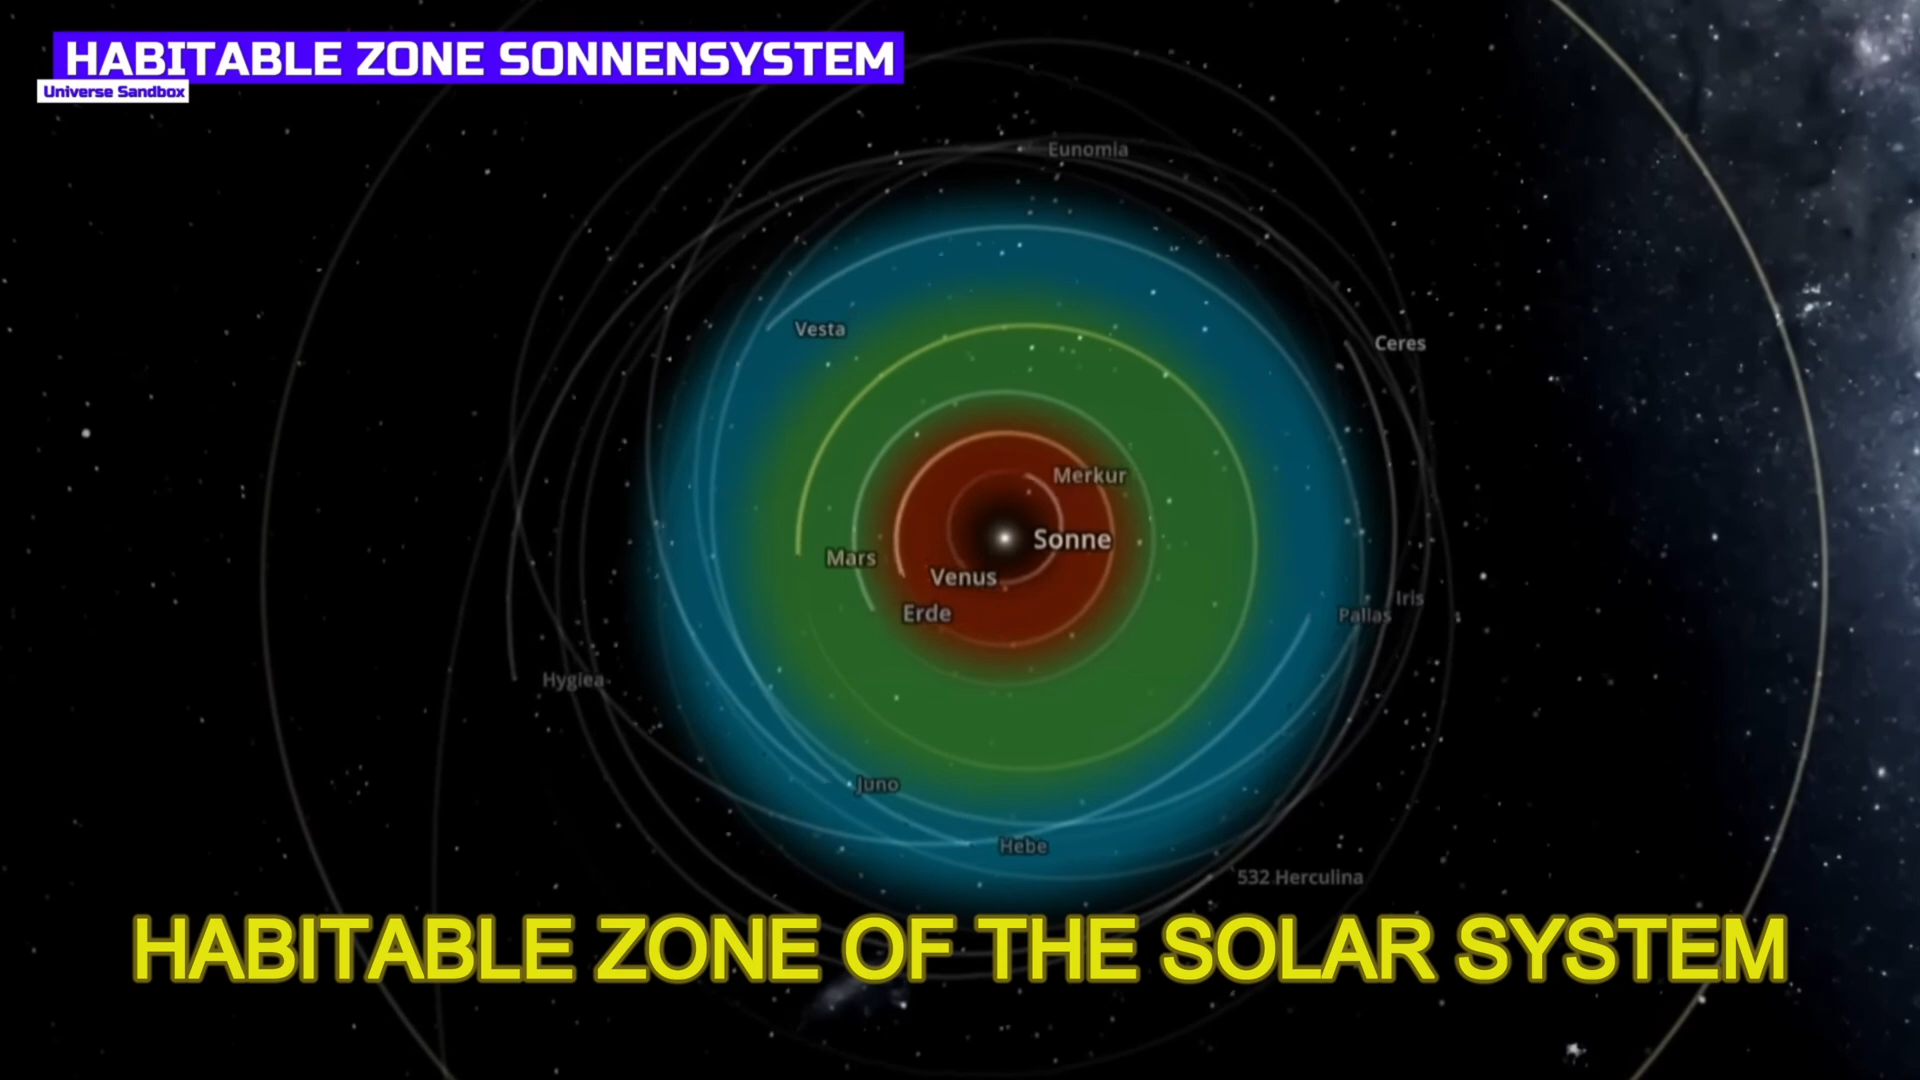 HABITABLE ZONE SONNENSYSTEM
Universe Sandbox
Eunomia
Vesta
Ceres
Merkur
Sonne
Mars
Venus
Erde
Iris
Pallas
Hygiea
Juno
Hebe
532 Herculina
HABITABLE ZONE OF THE SOLAR SYSTEM